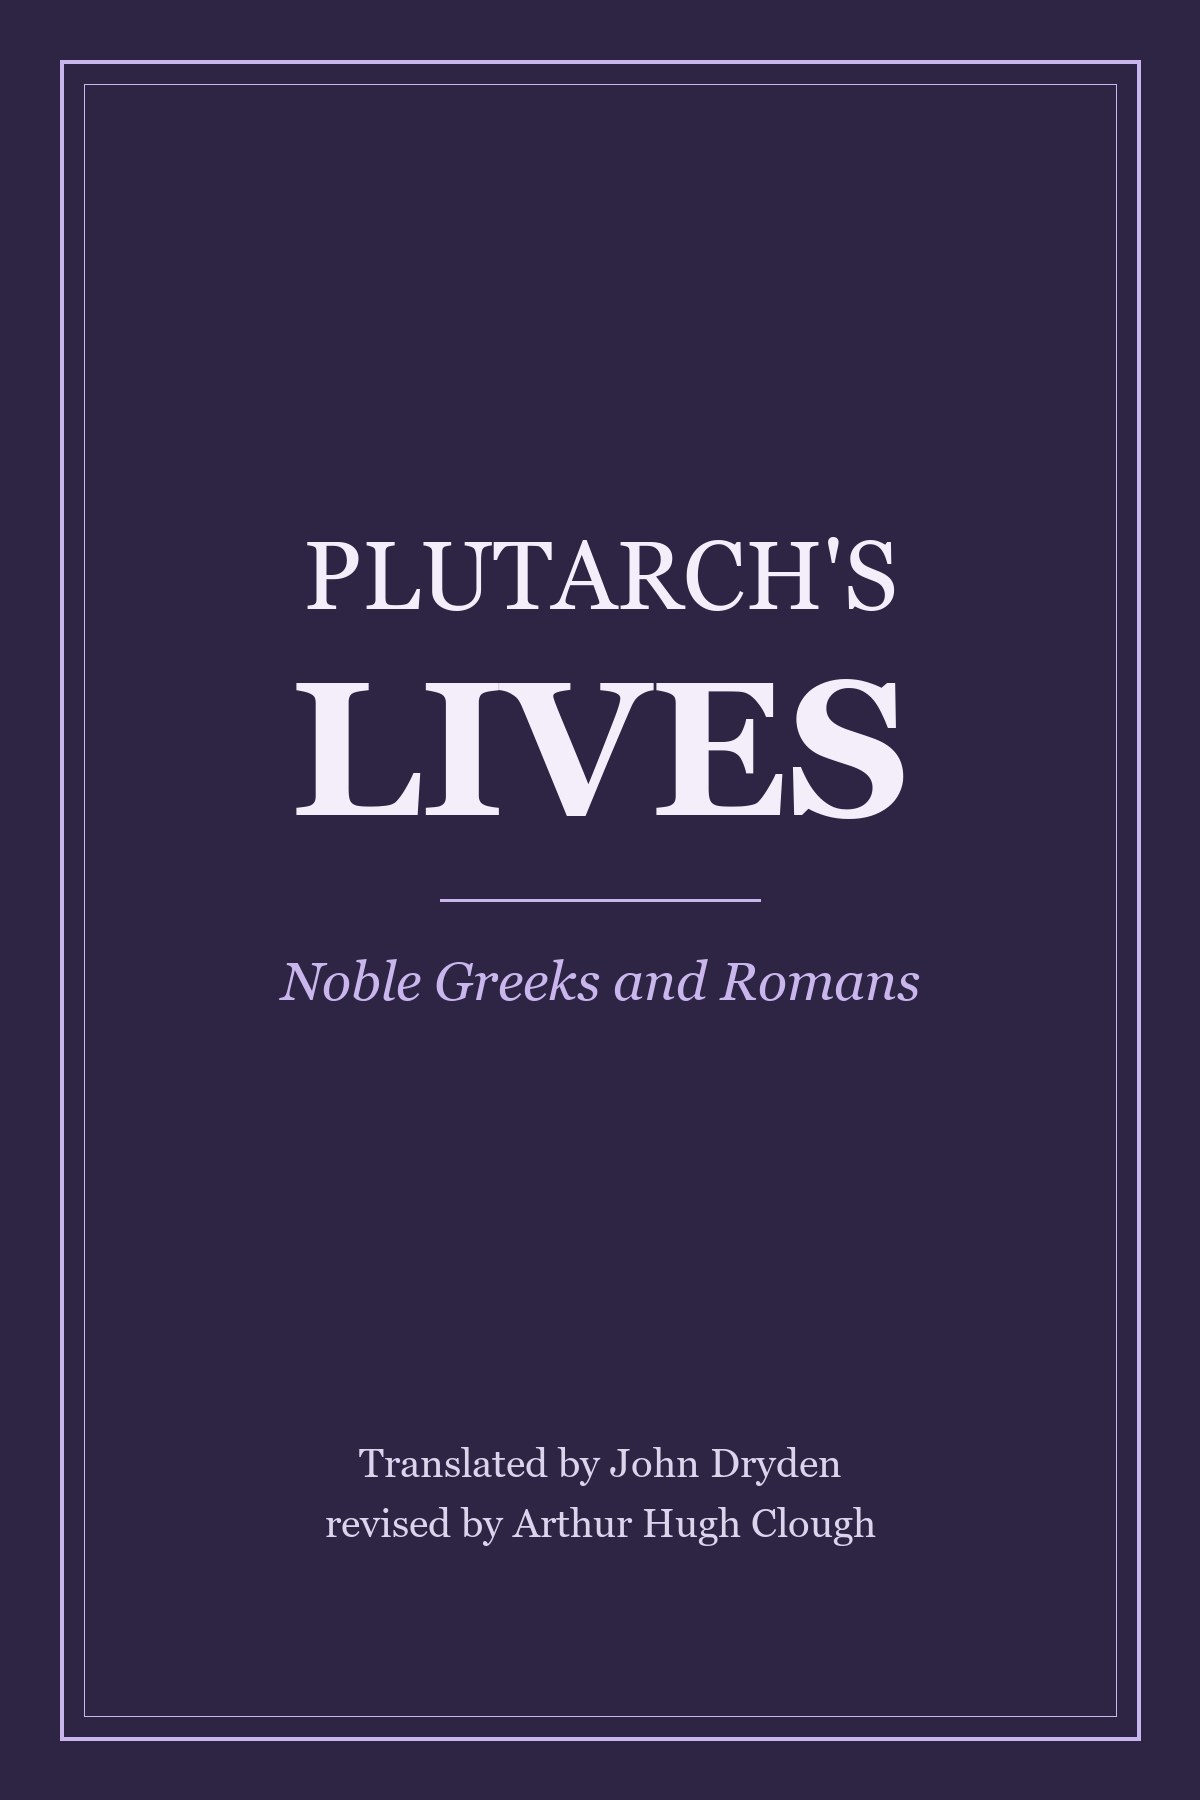 PLUTARCH'S
LIVES
Noble Greeks and Romans
Translated by John Dryden
revised by Arthur Hugh Clough